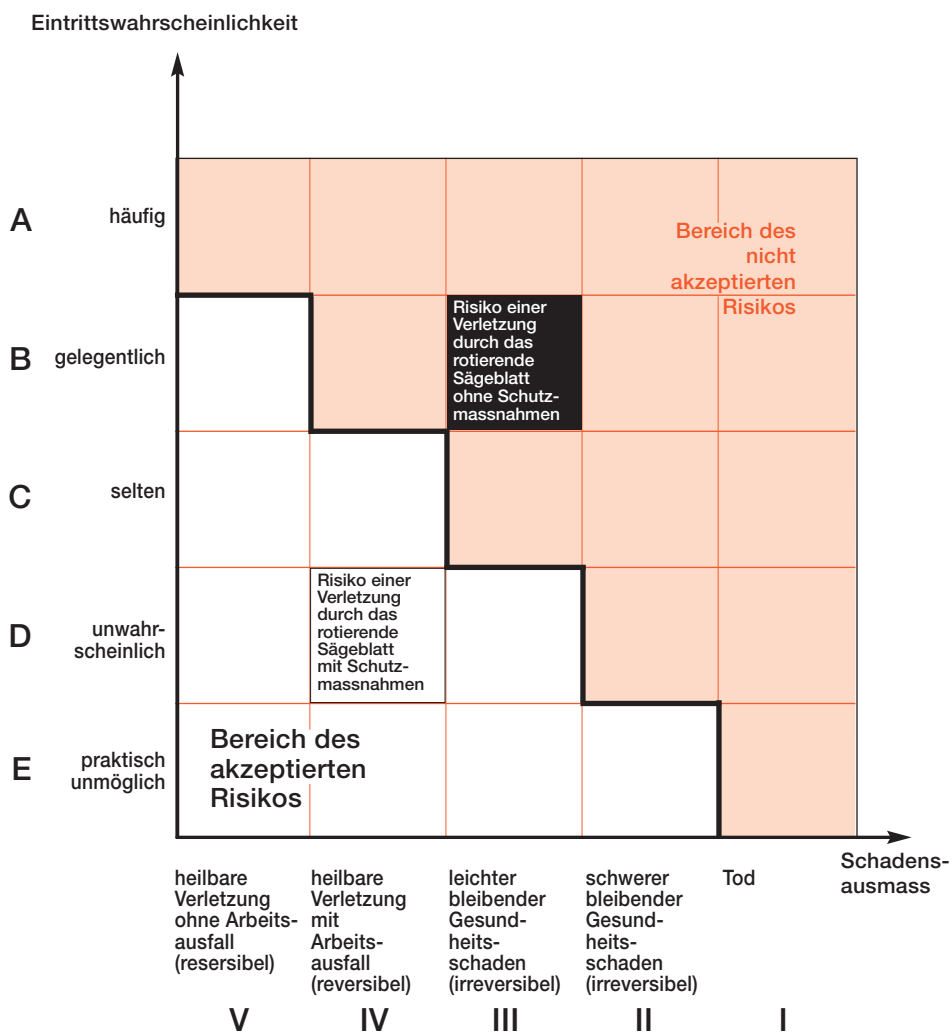 Eintrittswahrscheinlichkeit
A
häufig
Bereich des
nicht
akzeptierten
Risikos
B
gelegentlich
Risiko einer
Verletzung
durch das
rotierende
Sägeblatt
ohne Schutz-
massnahmen
C
selten
D
unwahr-
scheinlich
Risiko einer
Verletzung
durch das
rotierende
Sägeblatt
mit Schutz-
massnahmen
E
praktisch
unmöglich
Bereich des
akzeptierten
Risikos
Schadens-
ausmass
heilbare
Verletzung
ohne Arbeits-
ausfall
(resersibel)
heilbare
Verletzung
mit
Arbeits-
ausfall
(reversibel)
leichter
bleibender
Gesund-
heits-
schaden
(irreversibel)
schwerer
bleibender
Gesund-
heits-
schaden
(irreversibel)
Tod
V
IV
III
II
I